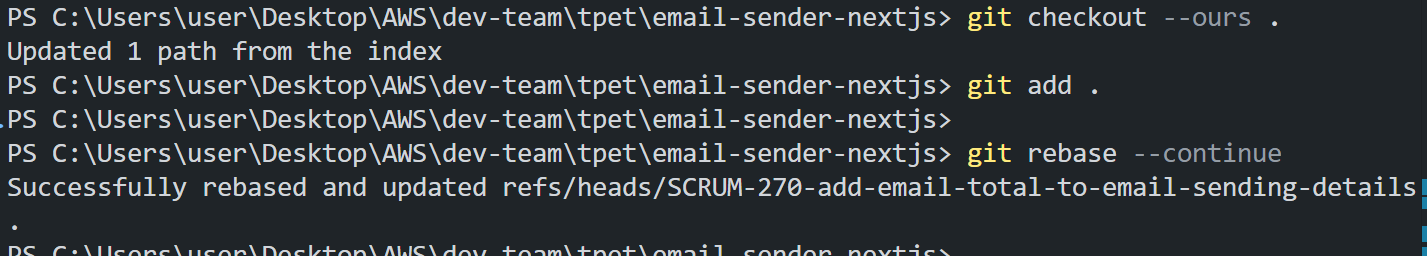 PS C:\Users\user\Desktop\AWS\dev-team\tpet\email-sender-nextjs> git checkout --ours .
Updated 1 path from the index
PS C:\Users\user\Desktop\AWS\dev-team\tpet\email-sender-nextjs> git add .
PS C:\Users\user\Desktop\AWS\dev-team\tpet\email-sender-nextjs>
PS C:\Users\user\Desktop\AWS\dev-team\tpet\email-sender-nextjs> git rebase --continue
Successfully rebased and updated refs/heads/SCRUM-270-add-email-total-to-email-sending-details
.
PS C:\Users\user\Desktop\AWS\dev-team\tpet\email-sender-nextjs>